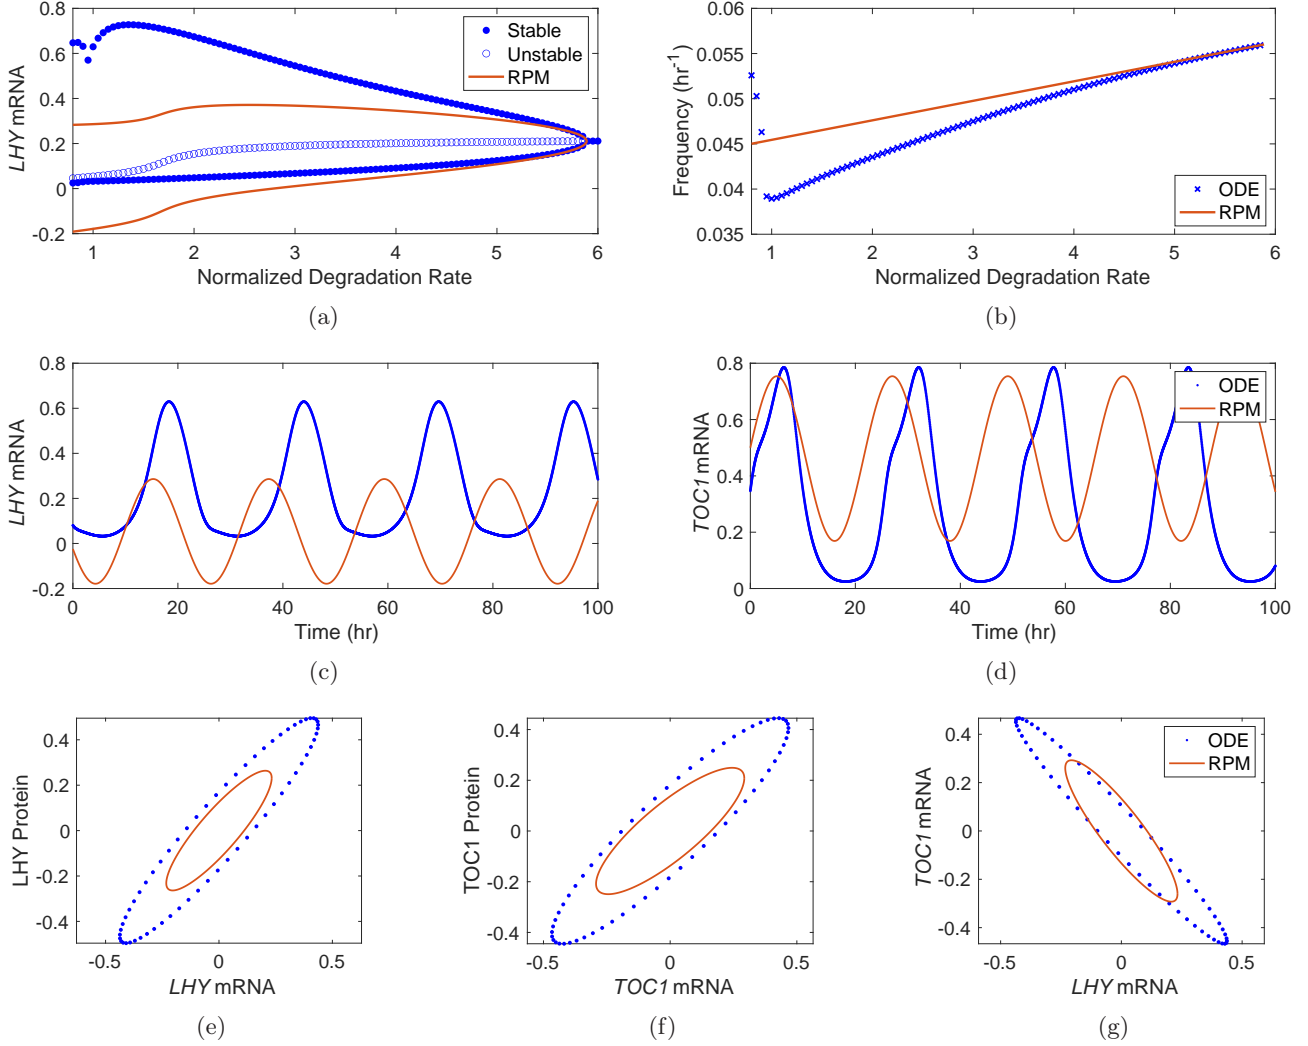 0.8
0.6
0.4
0.2
0
-0.2
LHY mRNA
Stable
Unstable
RPM
1
2
3
4
5
6
Normalized Degradation Rate
(a)
0.06
0.055
0.05
0.045
0.04
0.035
Frequency (hr-1)
ODE
RPM
1
2
3
4
5
6
Normalized Degradation Rate
(b)
0.8
0.6
0.4
0.2
0
-0.2
LHY mRNA
0
20
40
60
80
100
Time (hr)
(c)
0.8
0.6
0.4
0.2
0
TOC1 mRNA
ODE
RPM
0
20
40
60
80
100
Time (hr)
(d)
0.4
0.2
0
-0.2
-0.4
LHY Protein
-0.5
0
0.5
LHY mRNA
(e)
0.4
0.2
0
-0.2
-0.4
TOC1 Protein
-0.5
0
0.5
TOC1 mRNA
(f)
0.4
0.2
0
-0.2
-0.4
TOC1 mRNA
ODE
RPM
-0.5
0
0.5
LHY mRNA
(g)